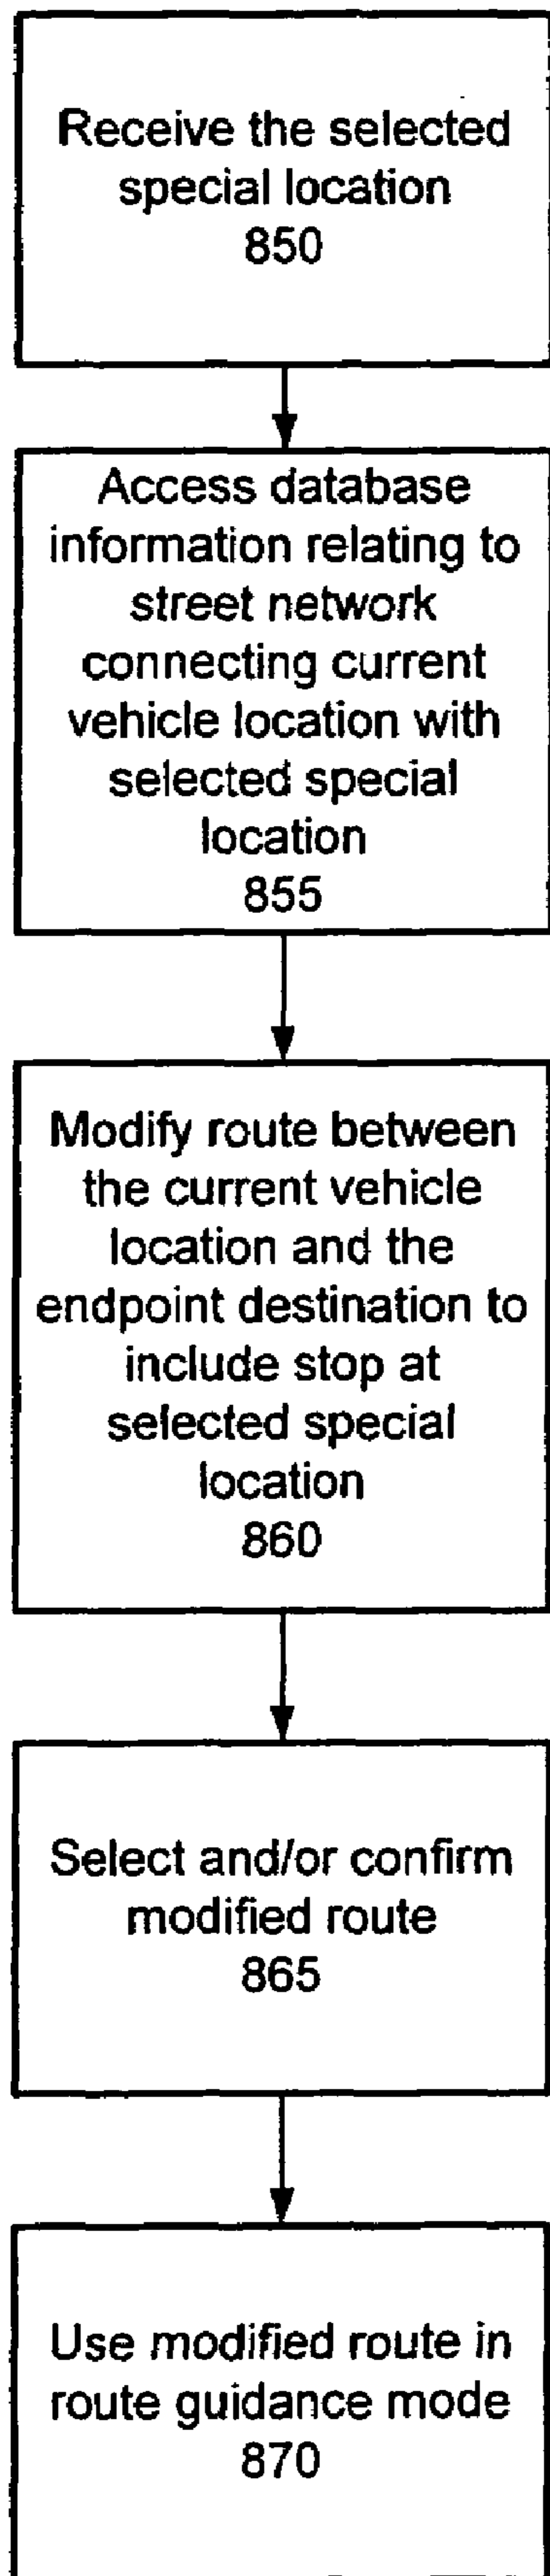 Receive the selected
special location
850
Access database
information relating to
street network
connecting current
vehicle location with
selected special
location
855
Modify route between
the current vehicle
location and the
endpoint destination to
include stop at
selected special
location
860
Select and/or confirm
modified route
865
Use modified route in
route guidance mode
870